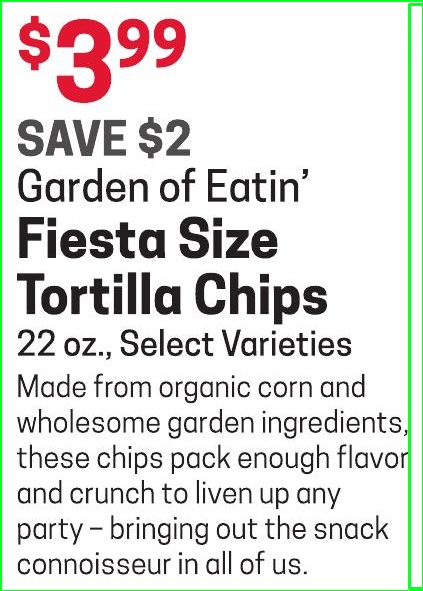 $3.99
SAVE $2
Garden of Eatin’
Fiesta Size
Tortilla Chips
22 oz., Select Varieties
Made from organic corn and
wholesome garden ingredients,
these chips pack enough flavor
and crunch to liven up any
party – bringing out the snack
connoisseur in all of us.